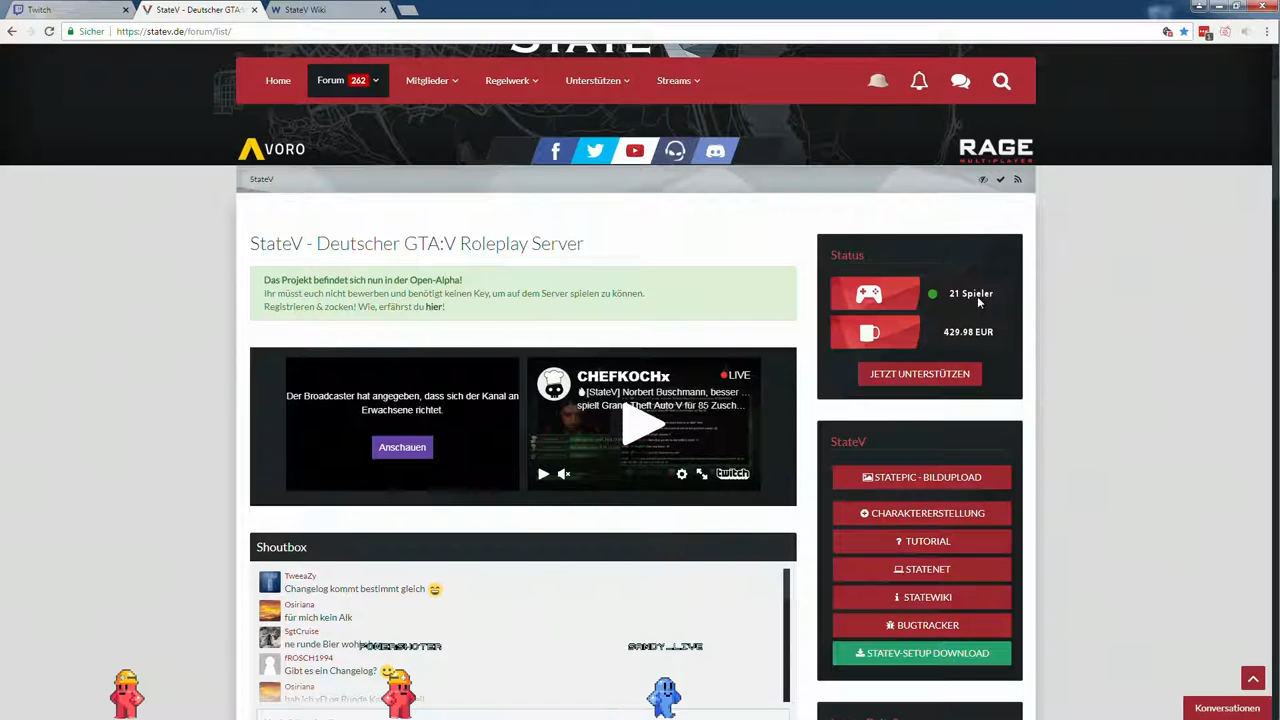 Twitch
StateV - Deutscher GTA:V
StateV Wiki
Sicher
https://statev.de/forum/list/
1
STATE
Home
Forum 262
Mitglieder
Regelwerk
Unterstützen
Streams
AVORO
RAGE
MULTIPLAYER
StateV
StateV - Deutscher GTA:V Roleplay Server
Das Projekt befindet sich nun in der Open-Alpha!
Ihr müsst euch nicht bewerben und benötigt keinen Key, um auf dem Server spielen zu können.
Registrieren & zocken! Wie, erfährst du hier!
Status
21 Spieler
429.98 EUR
JETZT UNTERSTÜTZEN
Der Broadcaster hat angegeben, dass sich der Kanal an
Erwachsene richtet.
Anschauen
CHEFKOCHx
LIVE
[StateV] Norbert Buschmann, besser ...
spielt Grand Theft Auto V für 85 Zusch...
twitch
StateV
STATEPIC - BILDUPLOAD
CHARAKTERERSTELLUNG
TUTORIAL
STATENET
STATEWIKI
BUGTRACKER
STATEV-SETUP DOWNLOAD
Shoutbox
TweeaZy
Changelog kommt bestimmt gleich
Osiriana
für mich kein Alk
SgtCruise
ne runde Bier
POWERSHOTER
SANDY_LIVE
fROSCH1994
Gibt es ein Changelog?
Osiriana
Konversationen